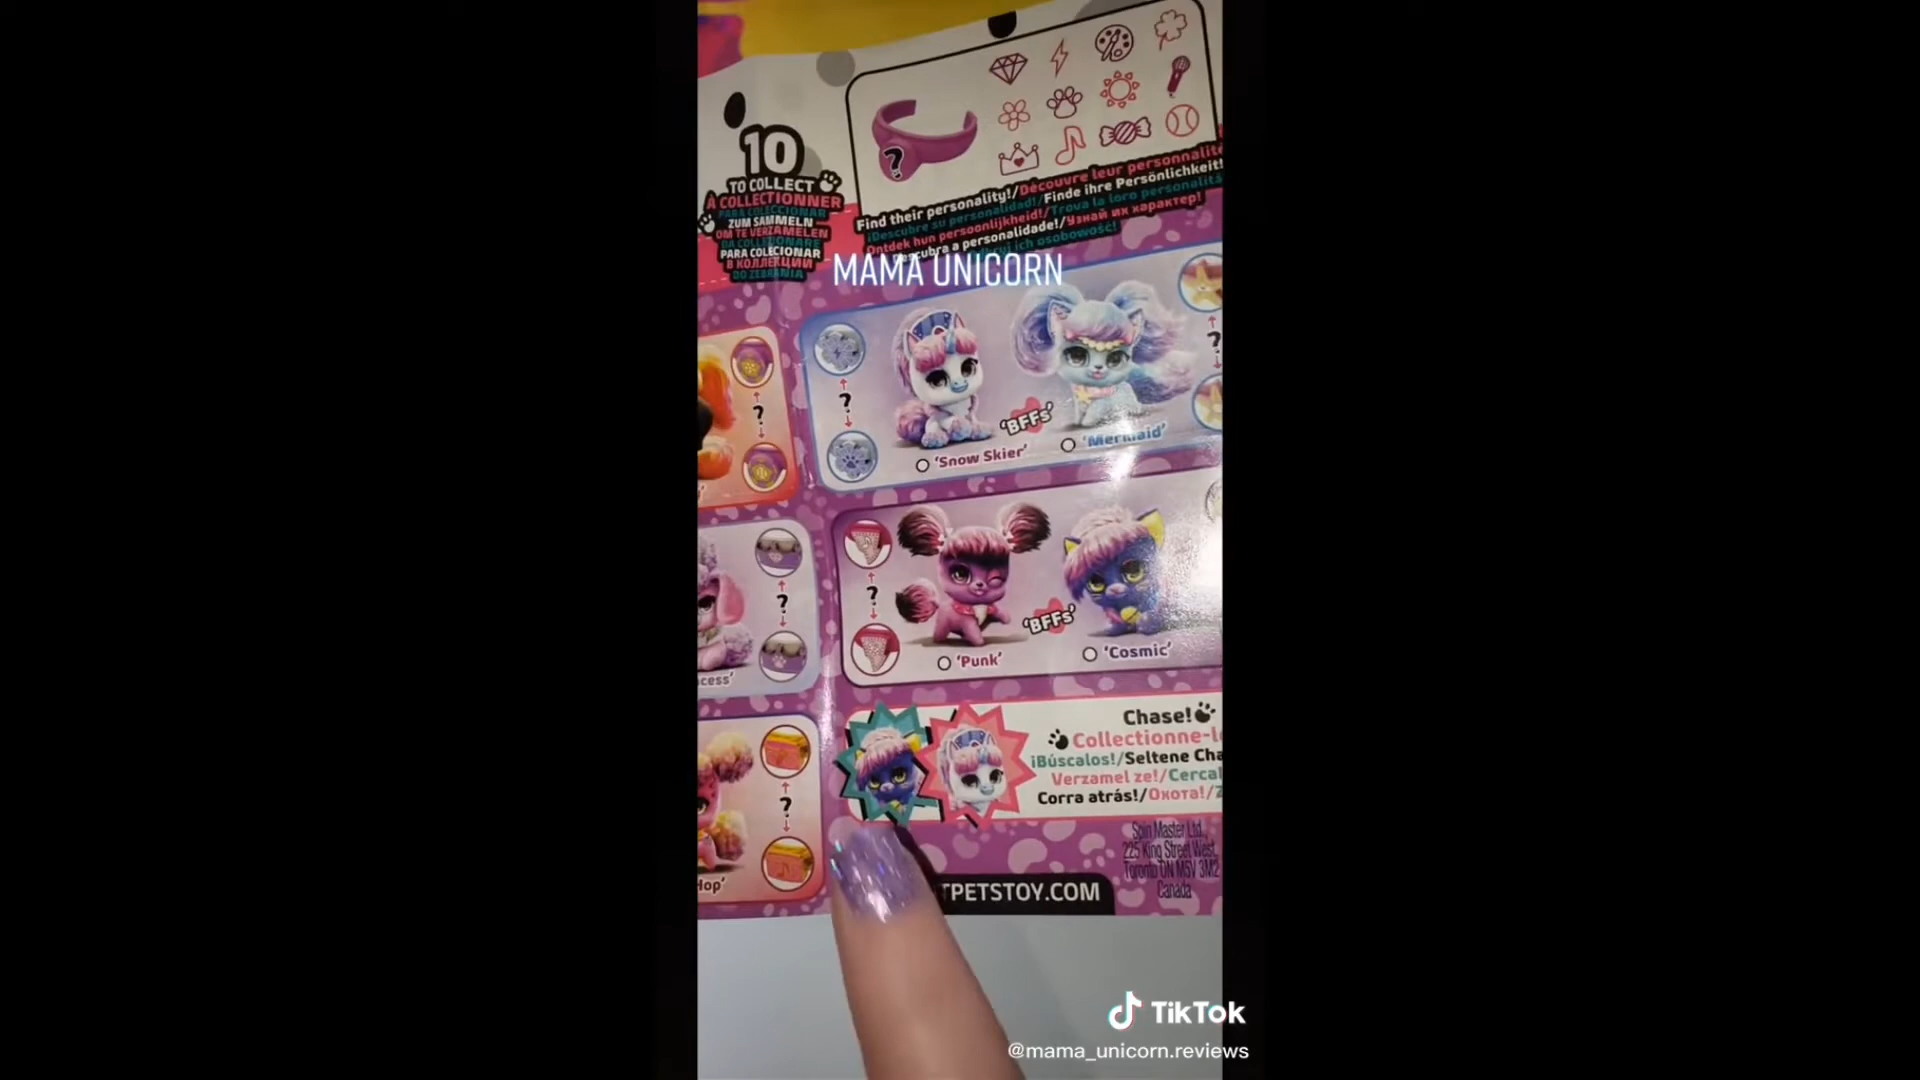 10
TO COLLECT
À COLLECTIONNER
PARA COLECCIONAR
ZUM SAMMELN
OM TE VERZAMELEN
DA COLLEZIONARE
PARA COLECIONAR
В КОЛЛЕКЦИИ
DO ZEBRANIA
?
Find their personality!/Découvre leur personnalité
¡Descubre su personalidad!/Finde ihre Persönlichkeit!
Ontdek hun persoonlijkheid!/Trova la loro personalità
Descubra a personalidade!/Узнай их характер!
ich osobowość!
MAMA UNICORN
?
?
?
'BFFs'
'Snow Skier'
'Mermaid'
?
?
'BFFs'
cess'
'Punk'
'Cosmic'
Chase!
Collectionne-l
¡Búscalos!/Seltene Cha
Verzamel ze!/Cercal
Corra atrás!/Охота!/Z
?
Hop'
Spin Master Ltd.,
225 King Street West,
Toronto ON M5V 3M2
Canada
TPETSTOY.COM
TikTok
@mama_unicorn.reviews